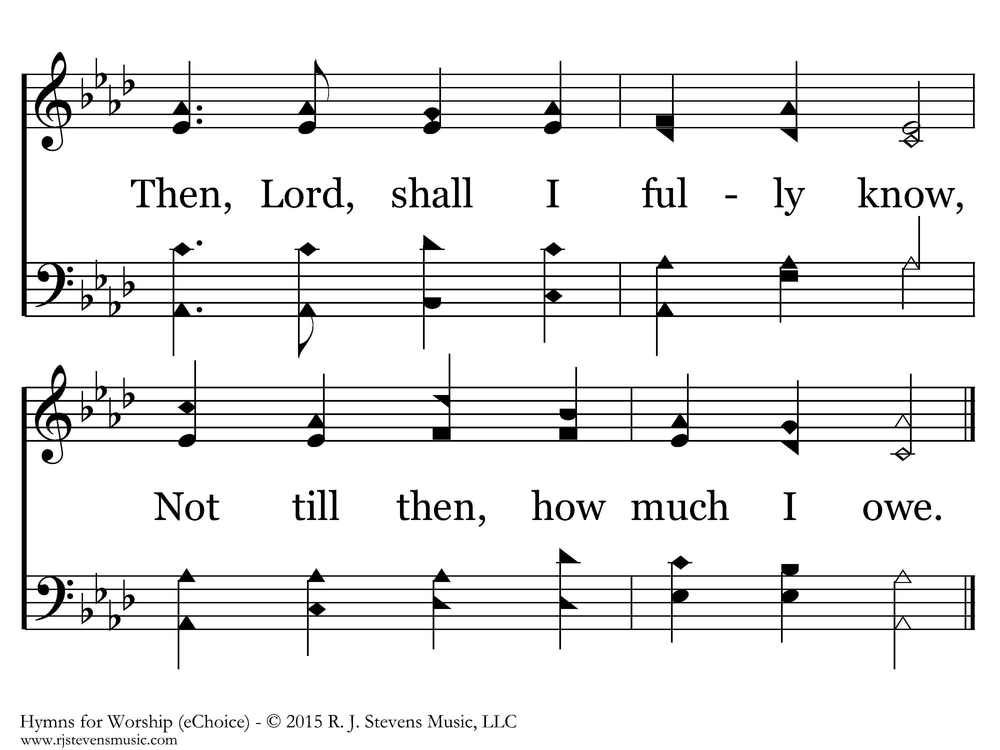 Then, Lord, shall I ful - ly know,
Not till then, how much I owe.
Hymns for Worship (eChoice) - © 2015 R. J. Stevens Music, LLC
www.rjstevensmusic.com